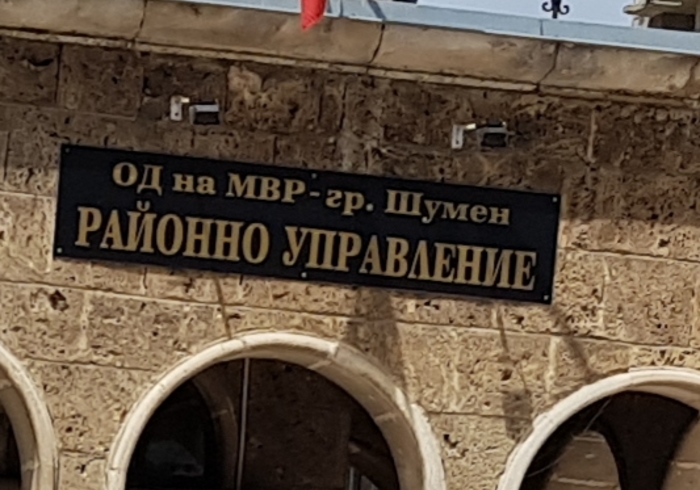 ОД на МВР-гр. Шумен
РАЙОННО УПРАВЛЕНИЕ